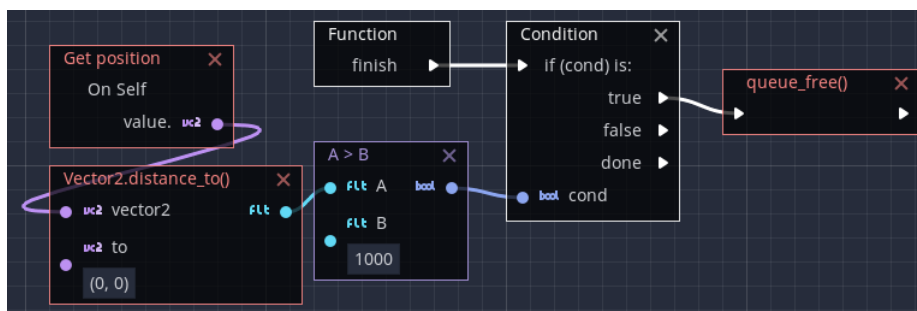 Get position
On Self
value. vc2
Vector2.distance_to()
vc2 vector2 flt
vc2 to
(0, 0)
Function
finish
A > B
flt A bool
flt B
1000
Condition
if (cond) is:
true
false
done
bool cond
queue_free()